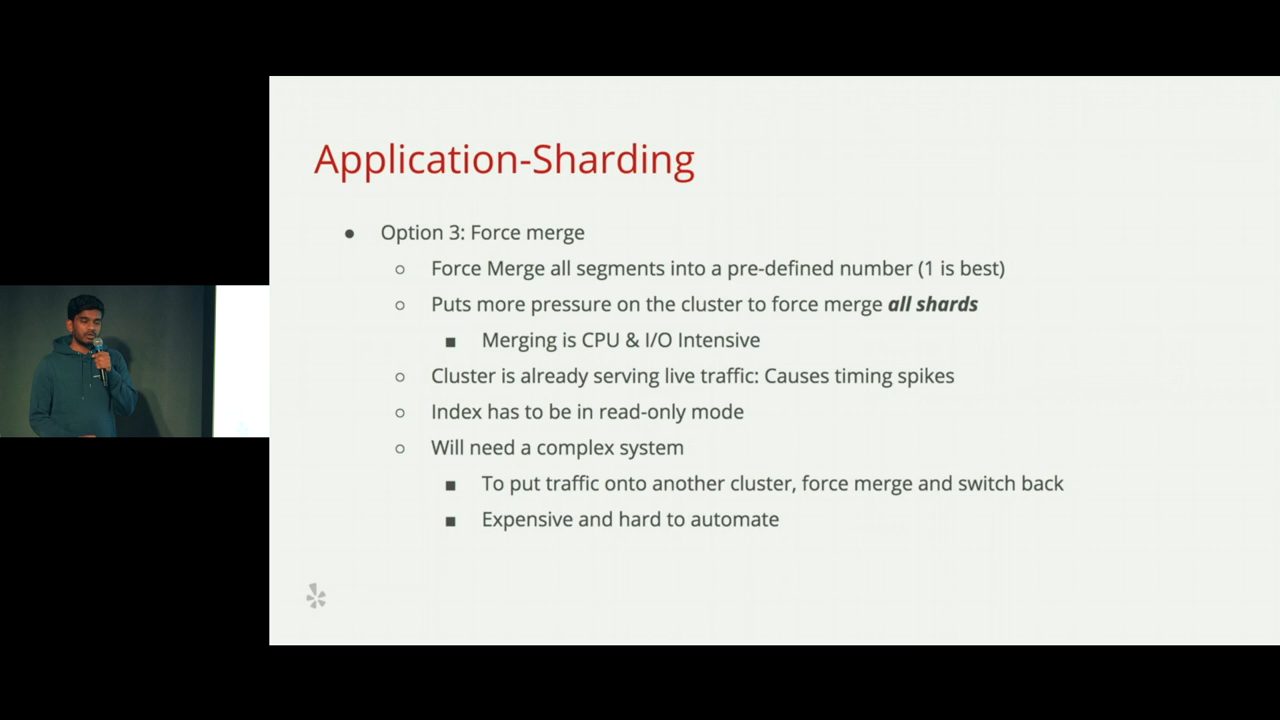 Application-Sharding
● Option 3: Force merge
○ Force Merge all segments into a pre-defined number (1 is best)
○ Puts more pressure on the cluster to force merge all shards
■ Merging is CPU & I/O Intensive
○ Cluster is already serving live traffic: Causes timing spikes
○ Index has to be in read-only mode
○ Will need a complex system
■ To put traffic onto another cluster, force merge and switch back
■ Expensive and hard to automate